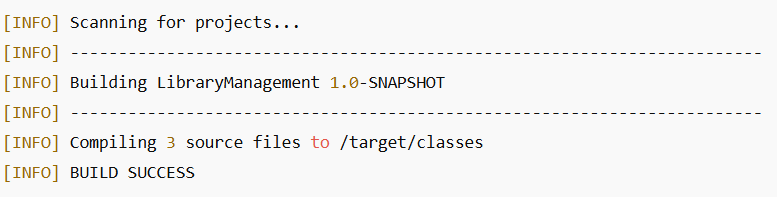 [INFO] Scanning for projects...
[INFO] ------------------------------------------------------------------------
[INFO] Building LibraryManagement 1.0-SNAPSHOT
[INFO] ------------------------------------------------------------------------
[INFO] Compiling 3 source files to /target/classes
[INFO] BUILD SUCCESS